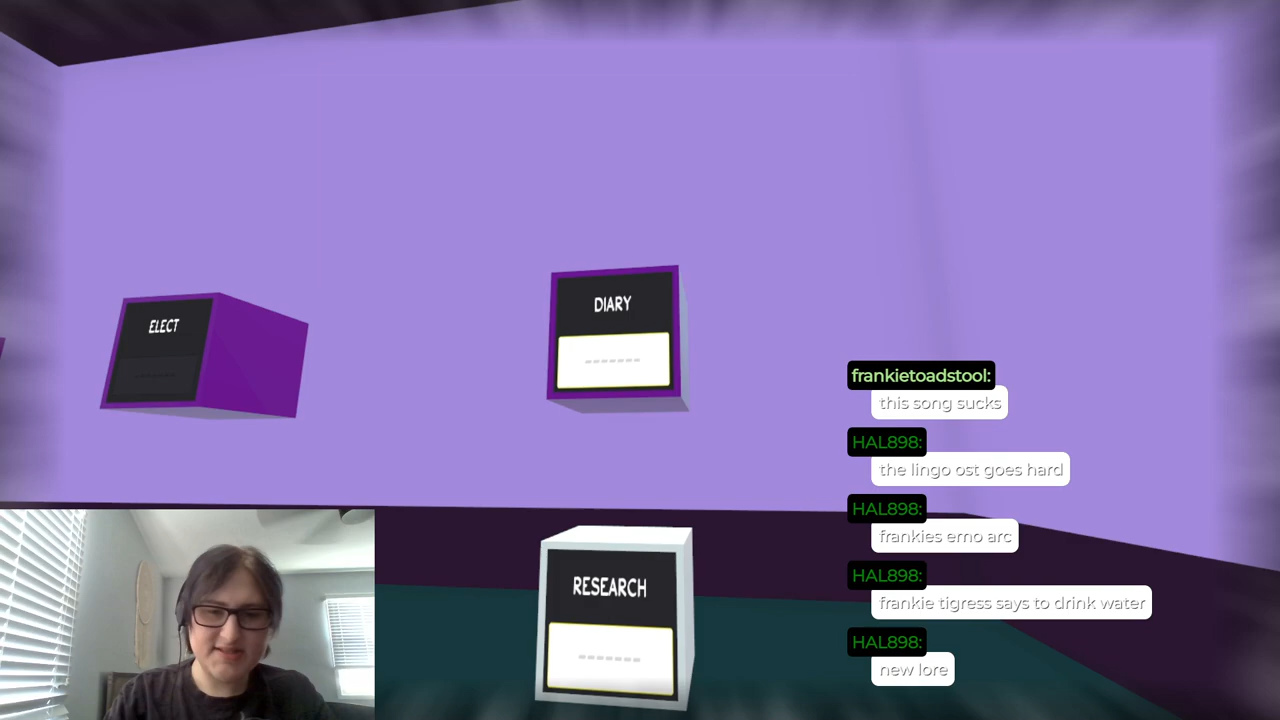 ELECT
DIARY
-------
RESEARCH
-------
frankietoadstool:
this song sucks
HAL898:
the lingo ost goes hard
HAL898:
frankies emo arc
HAL898:
frankie tigress says to drink water
HAL898:
new lore